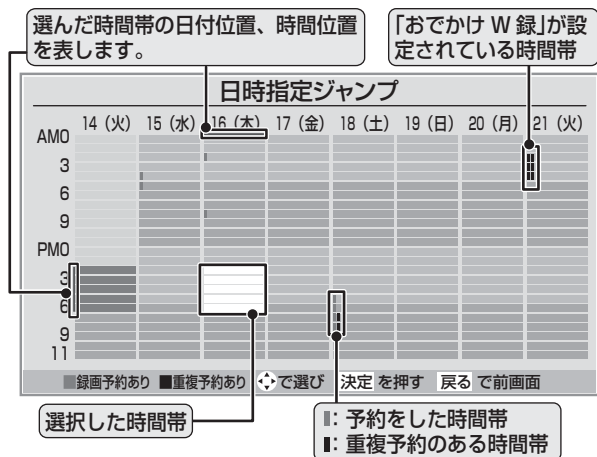 選んだ時間帯の日付位置、時間位置
を表します。
「おでかけ W 録」が設
定されている時間帯
日時指定ジャンプ
14 (火) 15 (水) 16 (木) 17 (金) 18 (土) 19 (日) 20 (月) 21 (火)
AM0
3
6
9
PM0
3
6
9
11
録画予約あり 重複予約あり で選び 決定 を押す 戻る で前画面
選択した時間帯
: 予約をした時間帯
: 重複予約のある時間帯